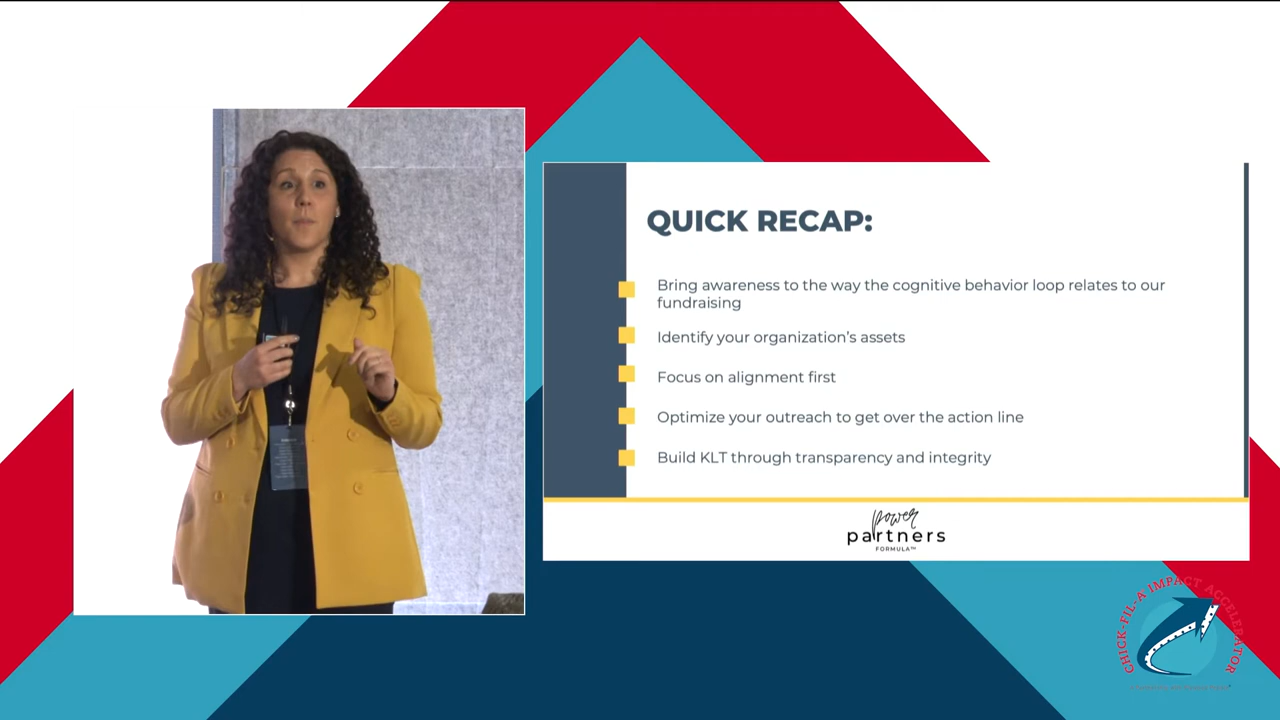 QUICK RECAP:
Bring awareness to the way the cognitive behavior loop relates to our
fundraising
Identify your organization's assets
Focus on alignment first
Optimize your outreach to get over the action line
Build KLT through transparency and integrity
power
partners
FORMULA™
CHICK-FIL-A IMPACT ACCELERATOR